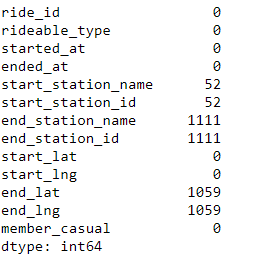 ride_id 0
rideable_type 0
started_at 0
ended_at 0
start_station_name 52
start_station_id 52
end_station_name 1111
end_station_id 1111
start_lat 0
start_lng 0
end_lat 1059
end_lng 1059
member_casual 0
dtype: int64